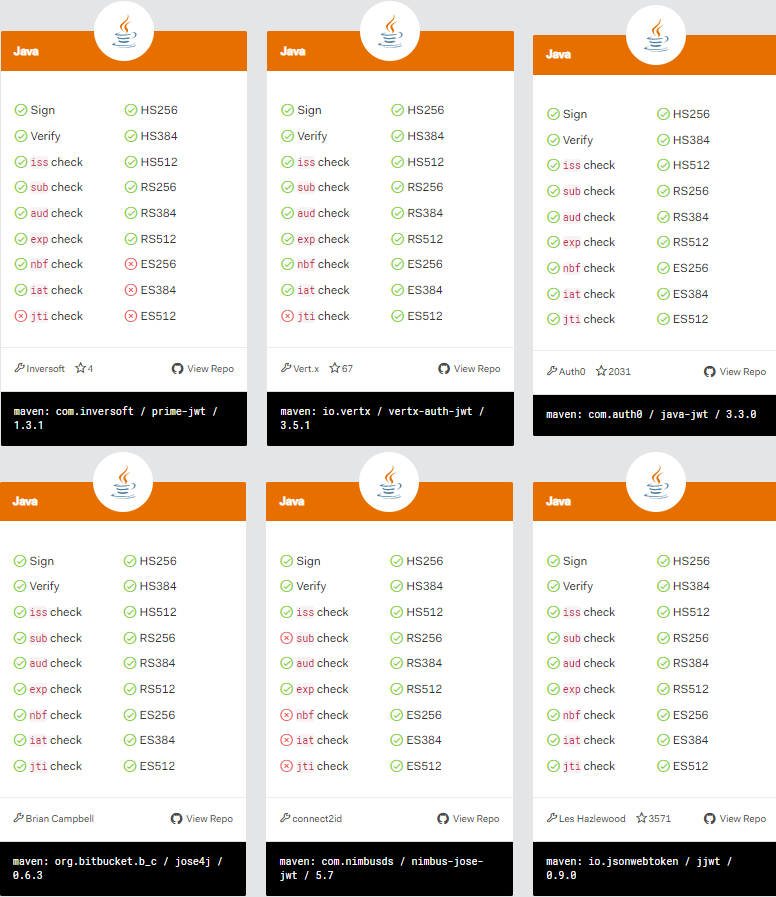 Java
Sign HS256
Verify HS384
iss check HS512
sub check RS256
aud check RS384
exp check RS512
nbf check ES256
iat check ES384
jti check ES512
Inversoft 4 View Repo
maven: com.inversoft / prime-jwt /
1.3.1
Java
Sign HS256
Verify HS384
iss check HS512
sub check RS256
aud check RS384
exp check RS512
nbf check ES256
iat check ES384
jti check ES512
Vert.x 67 View Repo
maven: io.vertx / vertx-auth-jwt /
3.5.1
Java
Sign HS256
Verify HS384
iss check HS512
sub check RS256
aud check RS384
exp check RS512
nbf check ES256
iat check ES384
jti check ES512
Auth0 2031 View Repo
maven: com.auth0 / java-jwt / 3.3.0
Java
Sign HS256
Verify HS384
iss check HS512
sub check RS256
aud check RS384
exp check RS512
nbf check ES256
iat check ES384
jti check ES512
Brian Campbell View Repo
maven: org.bitbucket.b_c / jose4j /
0.6.3
Java
Sign HS256
Verify HS384
iss check HS512
sub check RS256
aud check RS384
exp check RS512
nbf check ES256
iat check ES384
jti check ES512
connect2id View Repo
maven: com.nimbusds / nimbus-jose-
jwt / 5.7
Java
Sign HS256
Verify HS384
iss check HS512
sub check RS256
aud check RS384
exp check RS512
nbf check ES256
iat check ES384
jti check ES512
Les Hazlewood 3571 View Repo
maven: io.jsonwebtoken / jjwt /
0.9.0